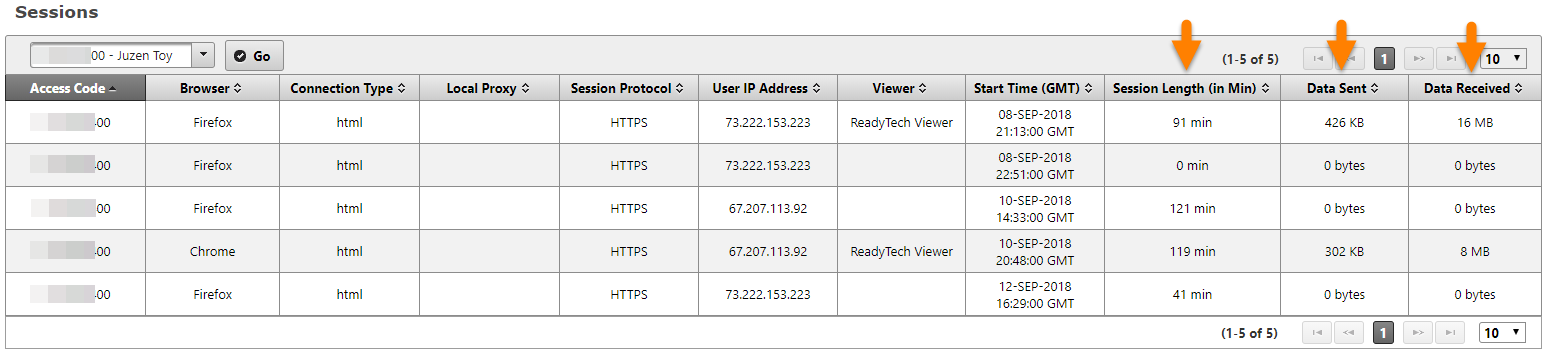 Sessions
00 - Juzen Toy Go (1-5 of 5) 1 10
Access Code Browser Connection Type Local Proxy Session Protocol User IP Address Viewer Start Time (GMT) Session Length (in Min) Data Sent Data Received
00 Firefox html HTTPS 73.222.153.223 ReadyTech Viewer 08-SEP-2018 91 min 426 KB 16 MB
21:13:00 GMT
00 Firefox html HTTPS 73.222.153.223 08-SEP-2018 0 min 0 bytes 0 bytes
22:51:00 GMT
00 Firefox html HTTPS 67.207.113.92 10-SEP-2018 121 min 0 bytes 0 bytes
14:33:00 GMT
00 Chrome html HTTPS 67.207.113.92 ReadyTech Viewer 10-SEP-2018 119 min 302 KB 8 MB
20:48:00 GMT
00 Firefox html HTTPS 73.222.153.223 12-SEP-2018 41 min 0 bytes 0 bytes
16:29:00 GMT
(1-5 of 5) 1 10